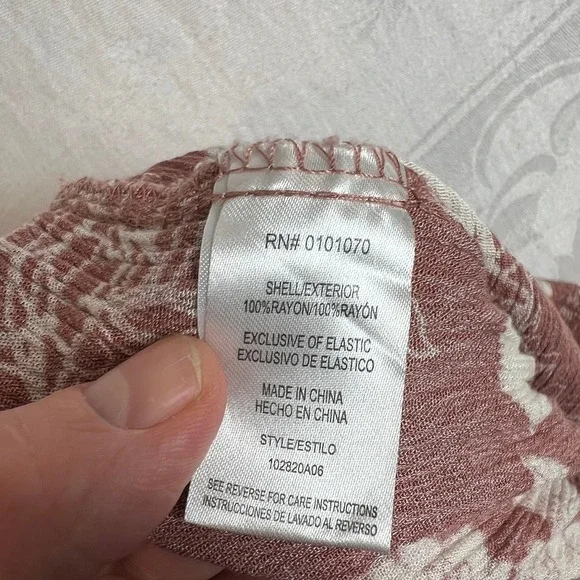 RN# 0101070
SHELL/EXTERIOR
100%RAYON/100%RAYÓN
EXCLUSIVE OF ELASTIC
EXCLUSIVO DE ELASTICO
MADE IN CHINA
HECHO EN CHINA
STYLE/ESTILO
102820A06
SEE REVERSE FOR CARE INSTRUCTIONS
INSTRUCCIONES DE LAVADO AL REVERSO